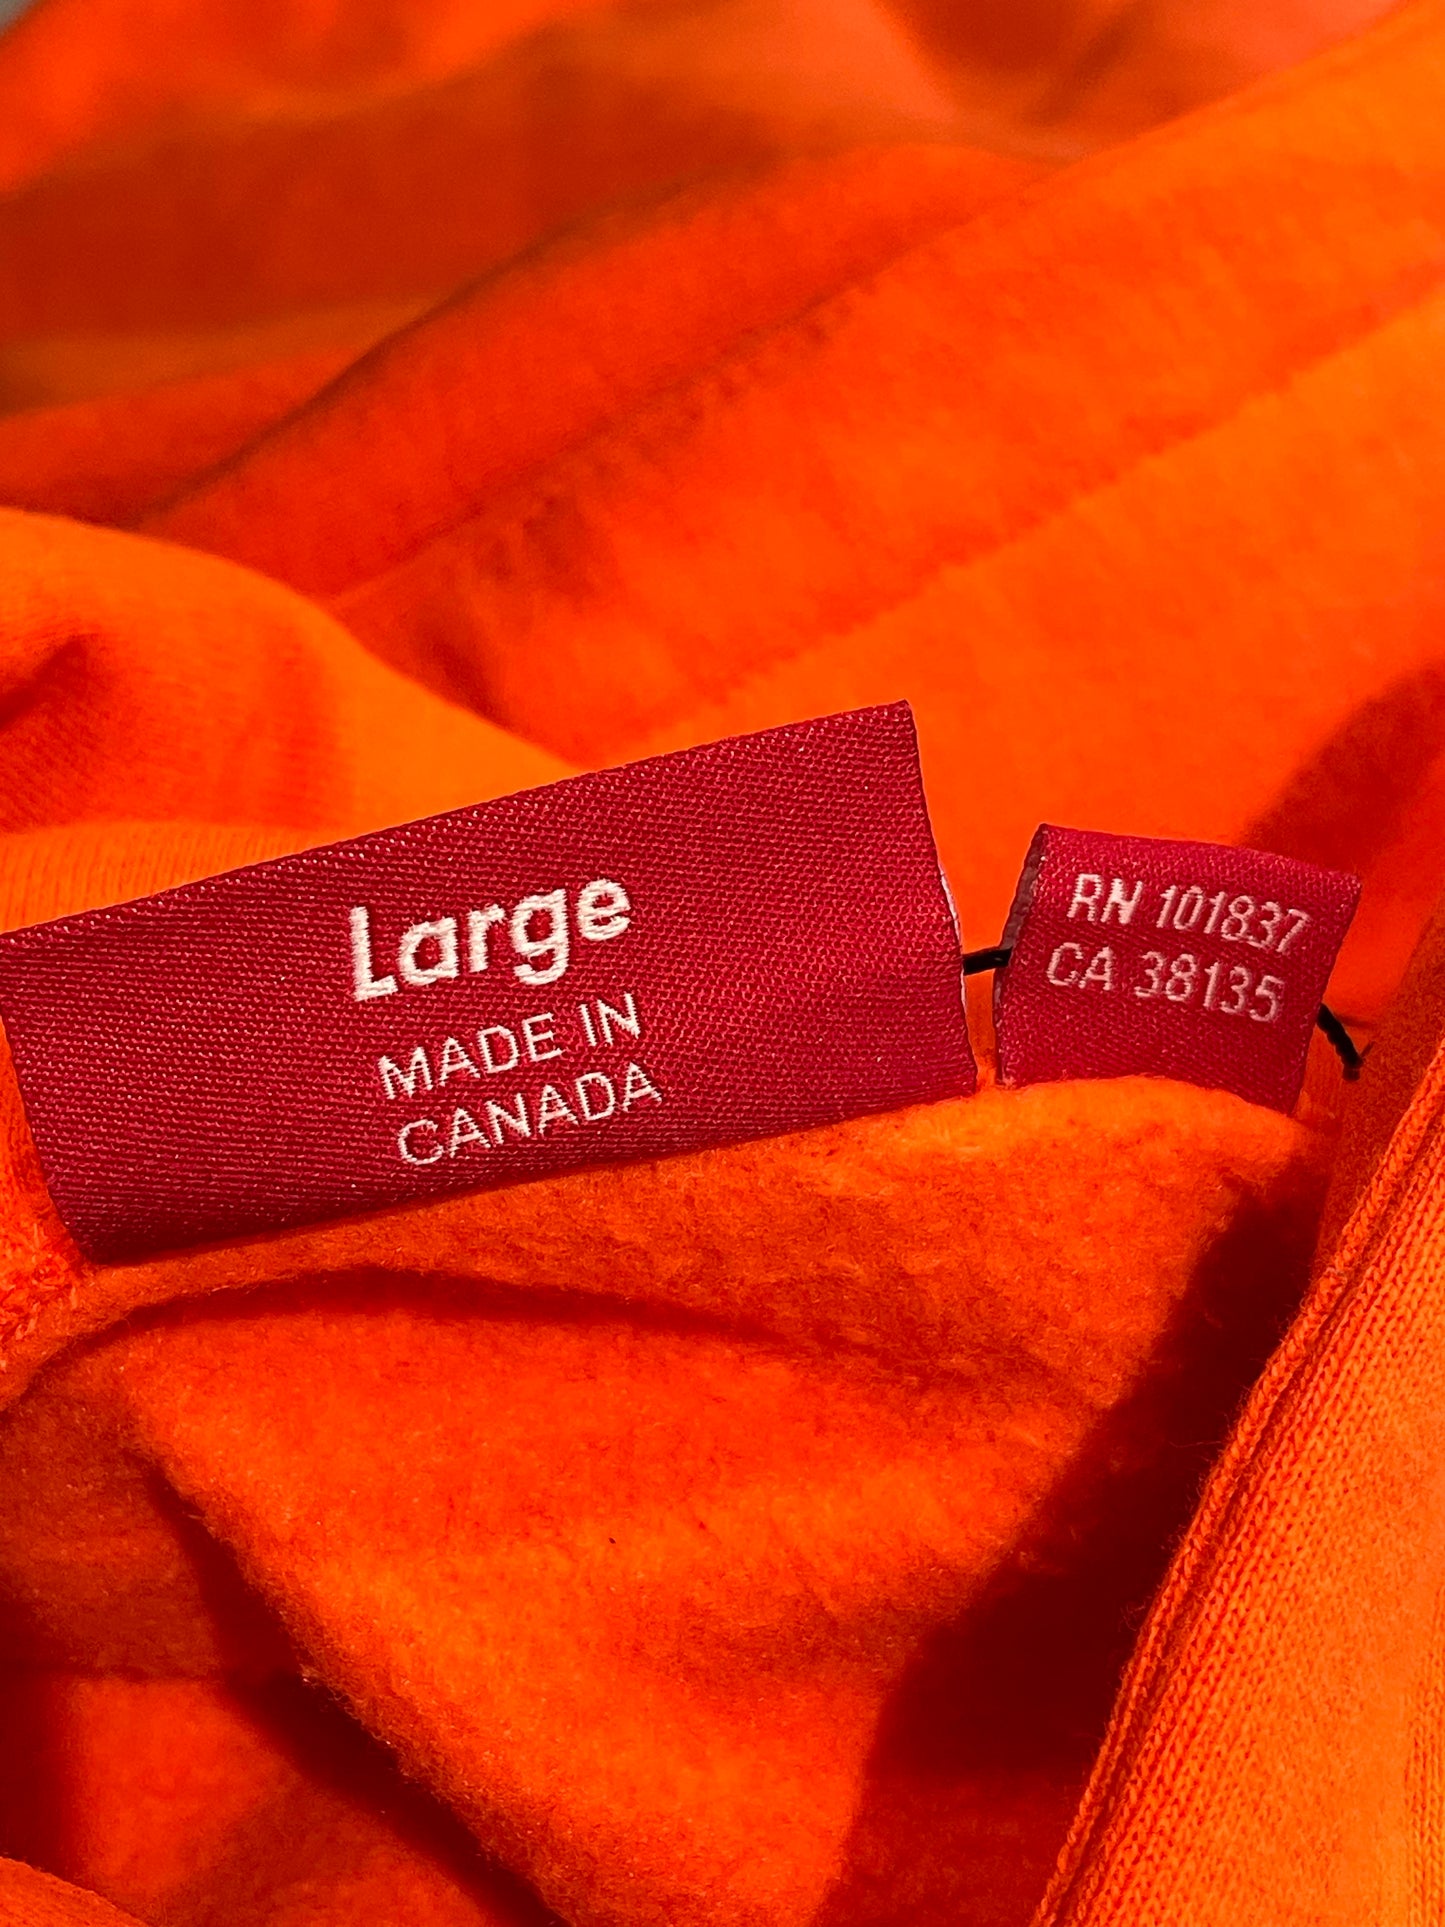 Large
MADE IN
CANADA
RN 101837
CA 38135